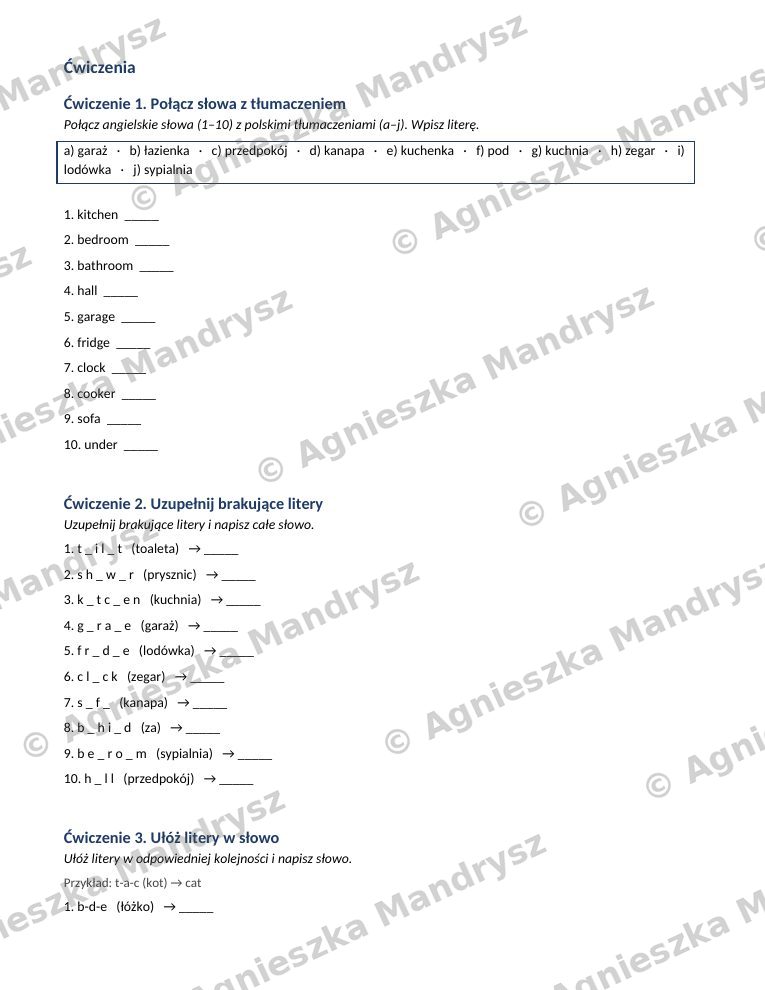 Ćwiczenia
Ćwiczenie 1. Połącz słowa z tłumaczeniem
Połącz angielskie słowa (1–10) z polskimi tłumaczeniami (a–j). Wpisz literę.
a) garaż · b) łazienka · c) przedpokój · d) kanapa · e) kuchenka · f) pod · g) kuchnia · h) zegar · i)
lodówka · j) sypialnia
1. kitchen _____
2. bedroom _____
3. bathroom _____
4. hall _____
5. garage _____
6. fridge _____
7. clock _____
8. cooker _____
9. sofa _____
10. under _____
Ćwiczenie 2. Uzupełnij brakujące litery
Uzupełnij brakujące litery i napisz całe słowo.
1. t _ i l _ t (toaleta) → _____
2. s h _ w _ r (prysznic) → _____
3. k _ t c _ e n (kuchnia) → _____
4. g _ r a _ e (garaż) → _____
5. f r _ d _ e (lodówka) → _____
6. c l _ c k (zegar) → _____
7. s _ f _ (kanapa) → _____
8. b _ h i _ d (za) → _____
9. b e _ r o _ m (sypialnia) → _____
10. h _ l l (przedpokój) → _____
Ćwiczenie 3. Ułóż litery w słowo
Ułóż litery w odpowiedniej kolejności i napisz słowo.
Przykład: t-a-c (kot) → cat
1. b-d-e (łóżko) → _____
© Agnieszka Mandrysz